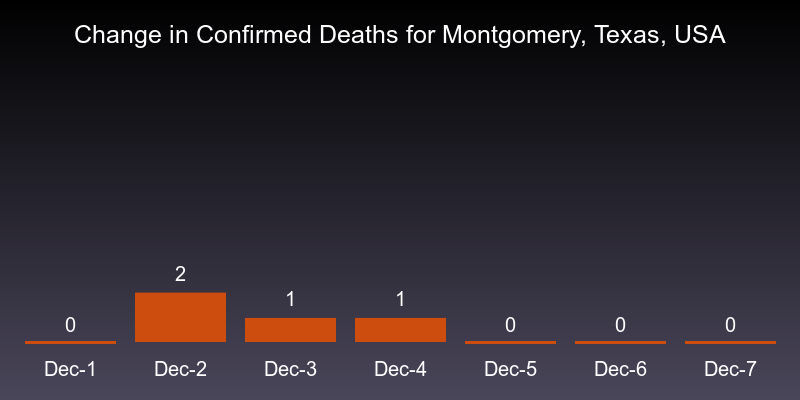 Change in Confirmed Deaths for Montgomery, Texas, USA
0 2 1 1 0 0 0
Dec-1 Dec-2 Dec-3 Dec-4 Dec-5 Dec-6 Dec-7